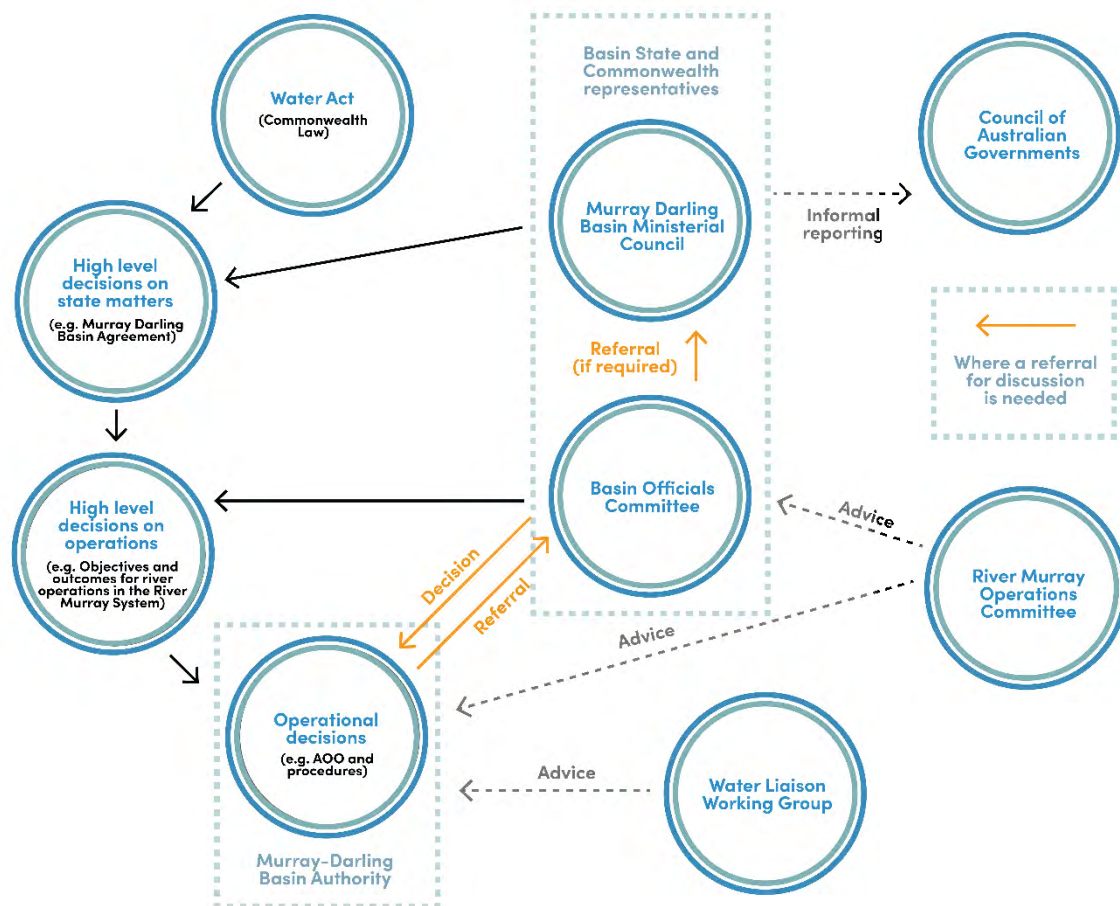 Water Act
(Commonwealth
Law)
Basin State and
Commonwealth
representatives
Council of
Australian
Governments
High level
decisions on
state matters
(e.g. Murray Darling
Basin Agreement)
Murray Darling
Basin Ministerial
Council
Informal
reporting
Referral
(if required)
Where a referral
for discussion
is needed
High level
decisions on
operations
(e.g. Objectives and
outcomes for river
operations in the River
Murray System)
Basin Officials
Committee
Advice
River Murray
Operations
Committee
Decision
Referral
Advice
Operational
decisions
(e.g. AOO and
procedures)
Advice
Water Liaison
Working Group
Murray-Darling
Basin Authority